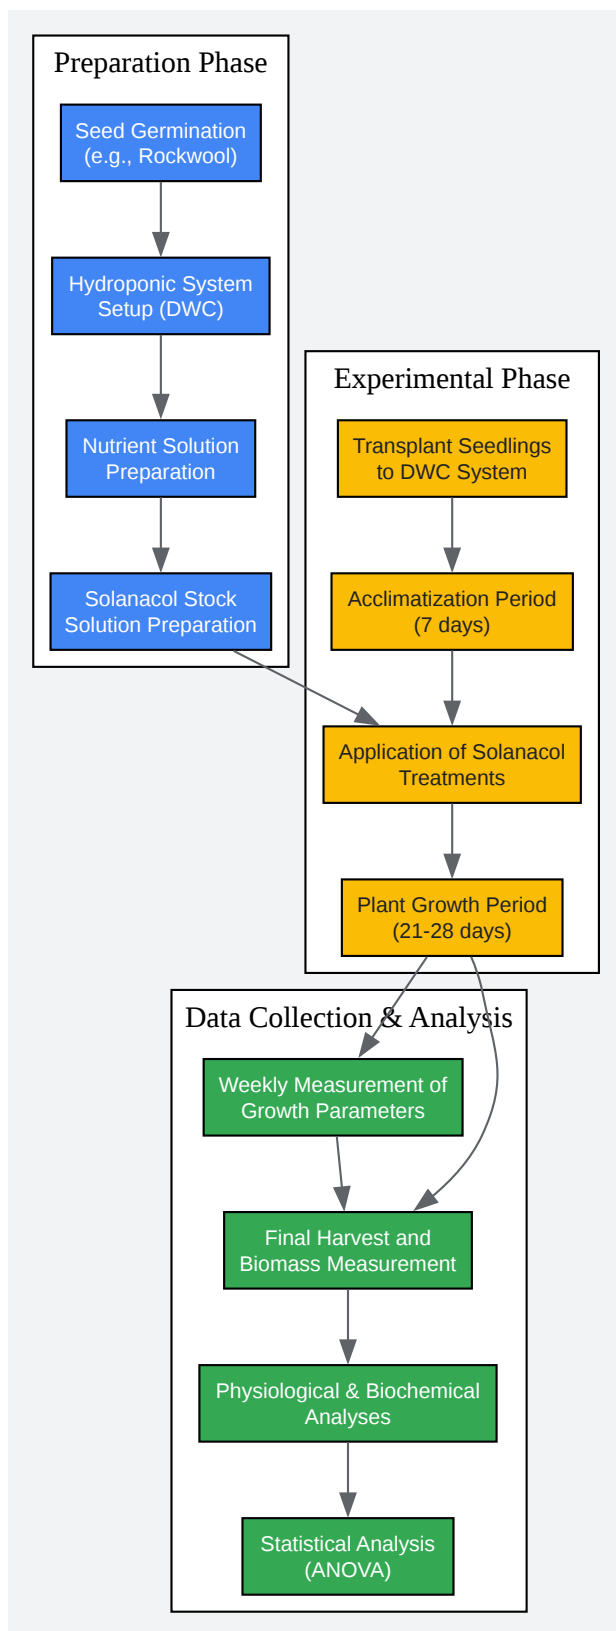 Preparation Phase
Seed Germination
(e.g., Rockwool)
Hydroponic System
Setup (DWC)
Nutrient Solution
Preparation
Solanacol Stock
Solution Preparation
Experimental Phase
Transplant Seedlings
to DWC System
Acclimatization Period
(7 days)
Application of Solanacol
Treatments
Plant Growth Period
(21-28 days)
Data Collection & Analysis
Weekly Measurement of
Growth Parameters
Final Harvest and
Biomass Measurement
Physiological & Biochemical
Analyses
Statistical Analysis
(ANOVA)